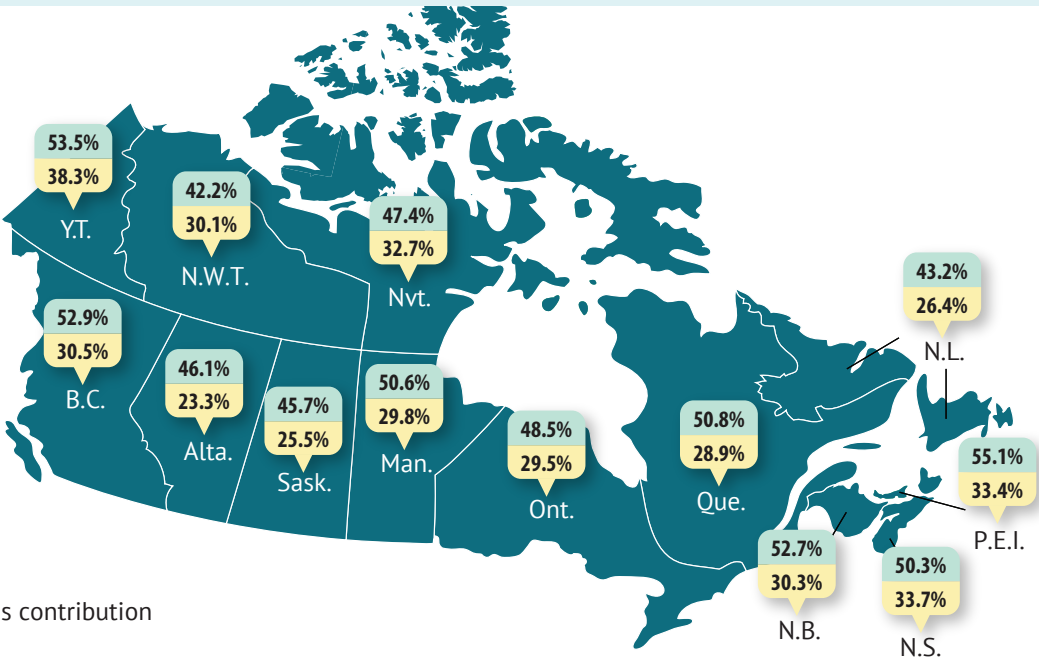 53.5%
38.3%
Y.T.
42.2%
30.1%
N.W.T.
47.4%
32.7%
Nvt.
43.2%
26.4%
N.L.
52.9%
30.5%
B.C.
46.1%
23.3%
Alta.
45.7%
25.5%
Sask.
50.6%
29.8%
Man.
48.5%
29.5%
Ont.
50.8%
28.9%
Que.
55.1%
33.4%
P.E.I.
52.7%
30.3%
N.B.
50.3%
33.7%
N.S.
s contribution